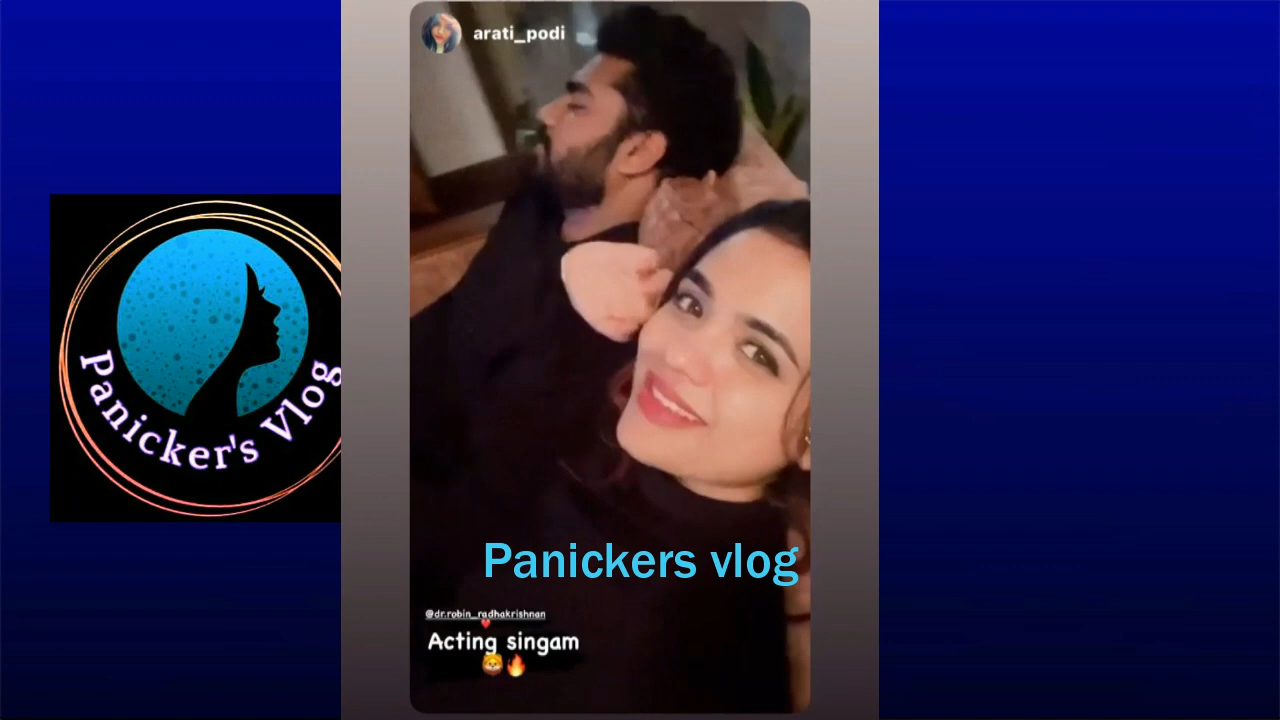 arati_podi
Panicker's Vlog
Panickers vlog
@dr.robin_radhakrishnan
Acting singam